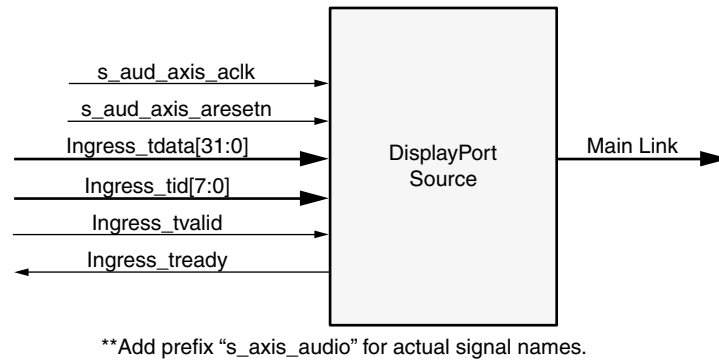 s_aud_axis_aclk
s_aud_axis_aresetn
Ingress_tdata[31:0]
Ingress_tid[7:0]
Ingress_tvalid
Ingress_tready
DisplayPort
Source
Main Link
**Add prefix “s_axis_audio” for actual signal names.